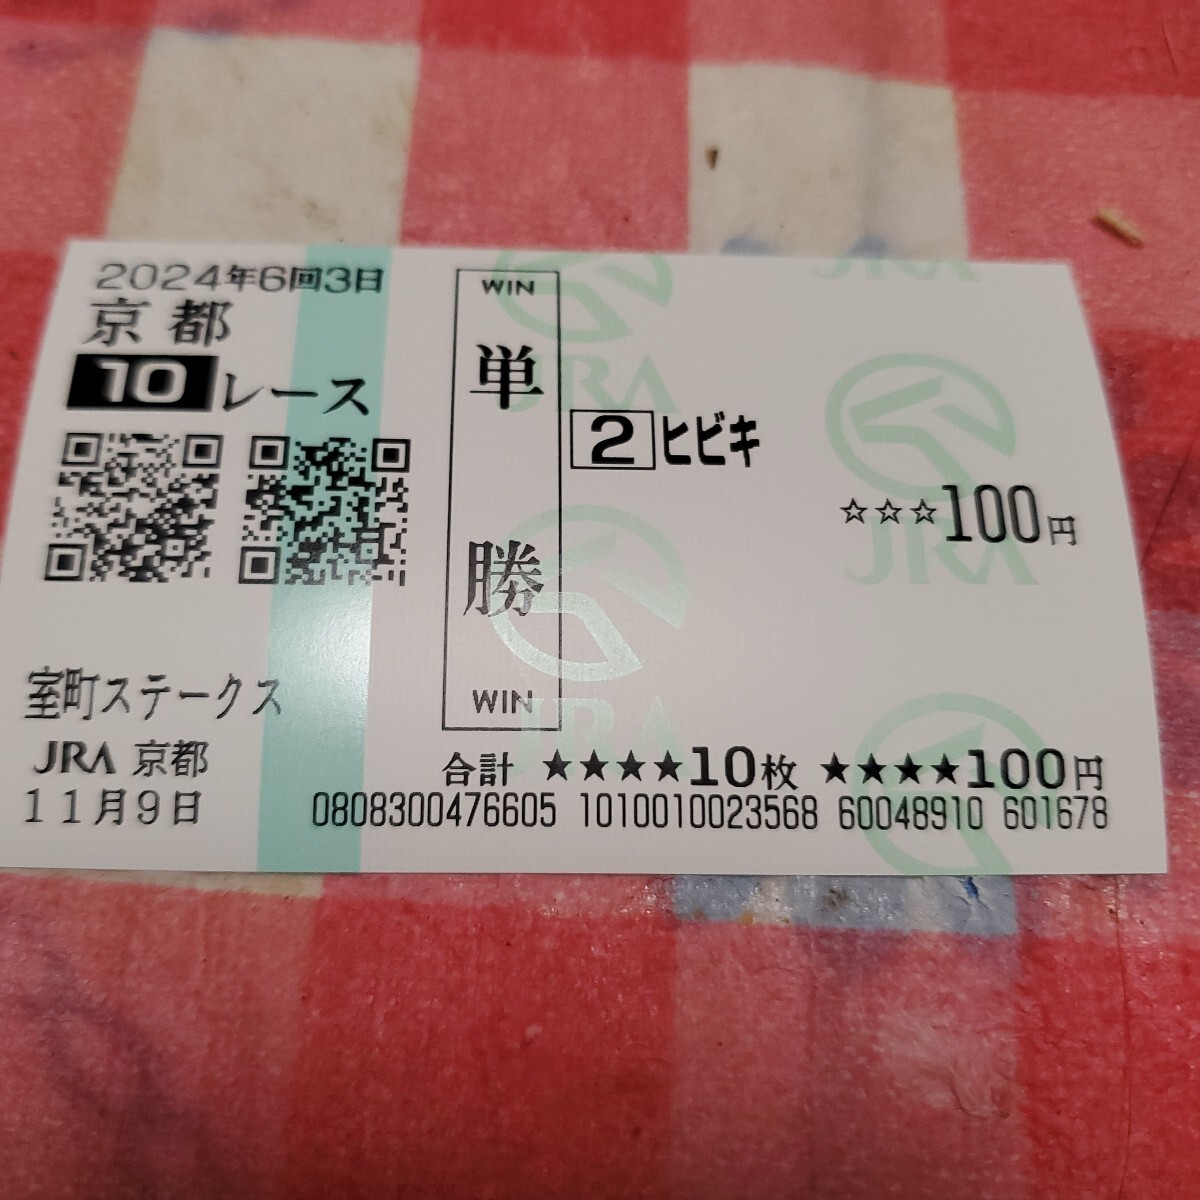 2024年6回3日
京都
10レース
室町ステークス
JRA 京都
11月9日
WIN
単勝
WIN
2 ヒビキ
☆☆☆100円
合計 ★★★★10枚 ★★★★100円
0808300476605 1010010023568 60048910 601678
JRA
JRA
JRA
JRA